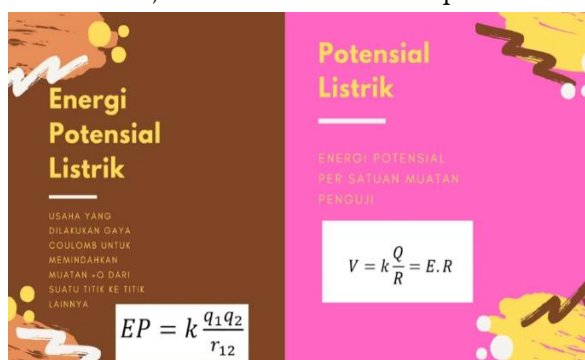 Energi
Potensial
Listrik
USAHA YANG
DILAKUKAN GAYA
COULOMB UNTUK
MEMINDAHKAN
MUATAN +Q DARI
SUATU TITIK KE TITIK
LAINNYA
EP = k q₁q₂ / r₁₂
Potensial
Listrik
ENERGI POTENSIAL
PER SATUAN MUATAN
PENGUJI
V = k Q/R = E.R